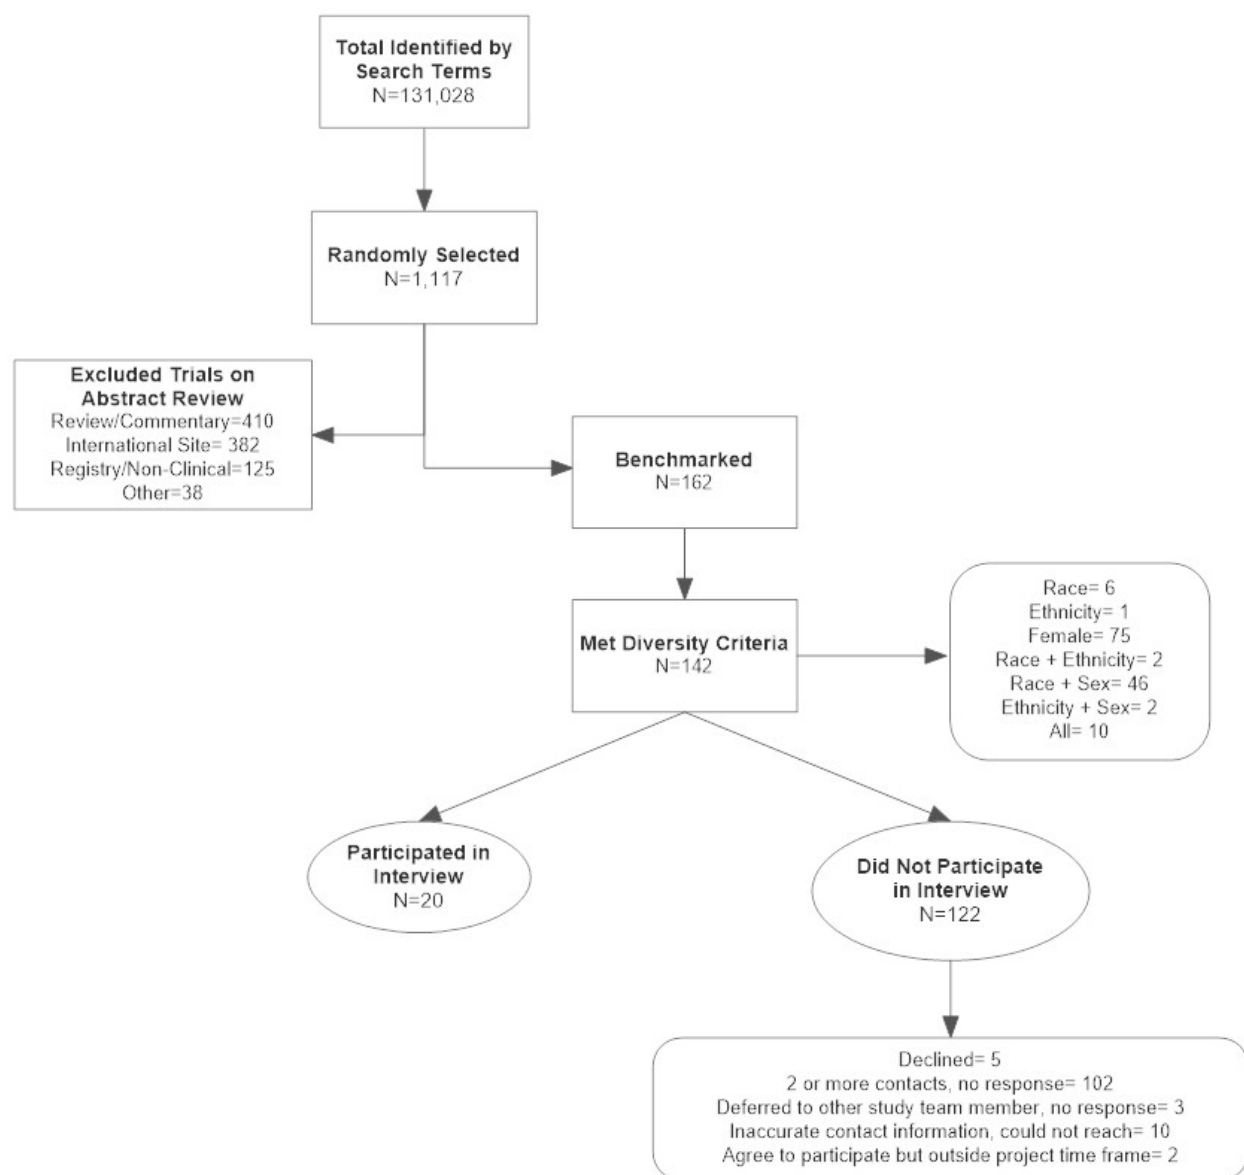 Total Identified by
Search Terms
N=131,028
Randomly Selected
N=1,117
Excluded Trials on
Abstract Review
Review/Commentary=410
International Site= 382
Registry/Non-Clinical=125
Other=38
Benchmarked
N=162
Met Diversity Criteria
N=142
Race= 6
Ethnicity= 1
Female= 75
Race + Ethnicity= 2
Race + Sex= 46
Ethnicity + Sex= 2
All= 10
Participated in
Interview
N=20
Did Not Participate
in Interview
N=122
Declined= 5
2 or more contacts, no response= 102
Deferred to other study team member, no response= 3
Inaccurate contact information, could not reach= 10
Agree to participate but outside project time frame= 2